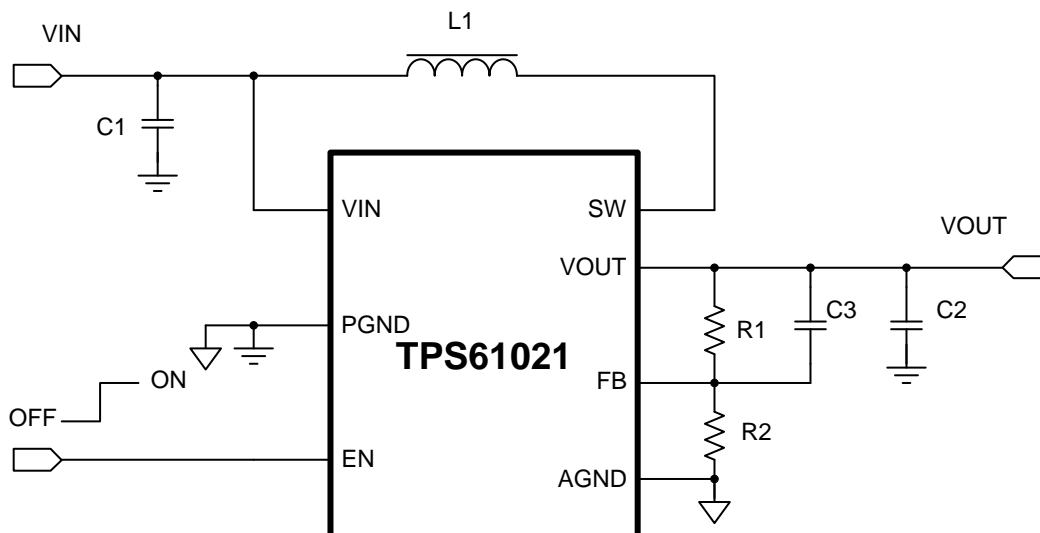 L1
VIN
C1
VIN
SW
VOUT
VOUT
PGND
C3
C2
R1
TPS61021
ON
FB
OFF
R2
EN
AGND